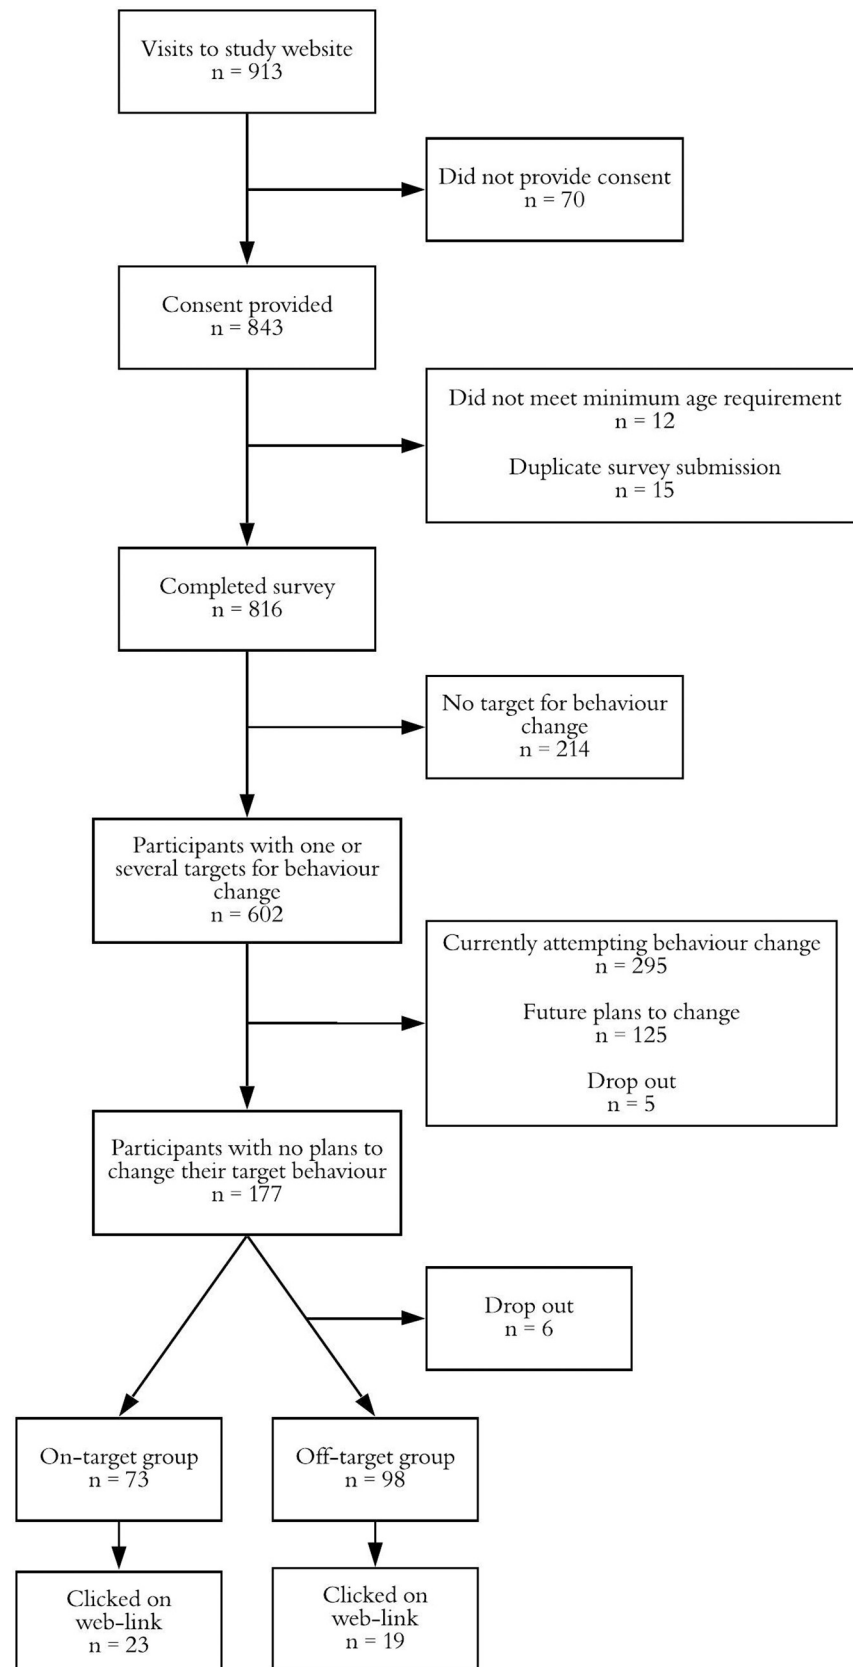 Visits to study website
n = 913
Did not provide consent
n = 70
Consent provided
n = 843
Did not meet minimum age requirement
n = 12
Duplicate survey submission
n = 15
Completed survey
n = 816
No target for behaviour
change
n = 214
Participants with one or
several targets for behaviour
change
n = 602
Currently attempting behaviour change
n = 295
Future plans to change
n = 125
Drop out
n = 5
Participants with no plans to
change their target behaviour
n = 177
Drop out
n = 6
On-target group
n = 73
Off-target group
n = 98
Clicked on
web-link
n = 23
Clicked on
web-link
n = 19